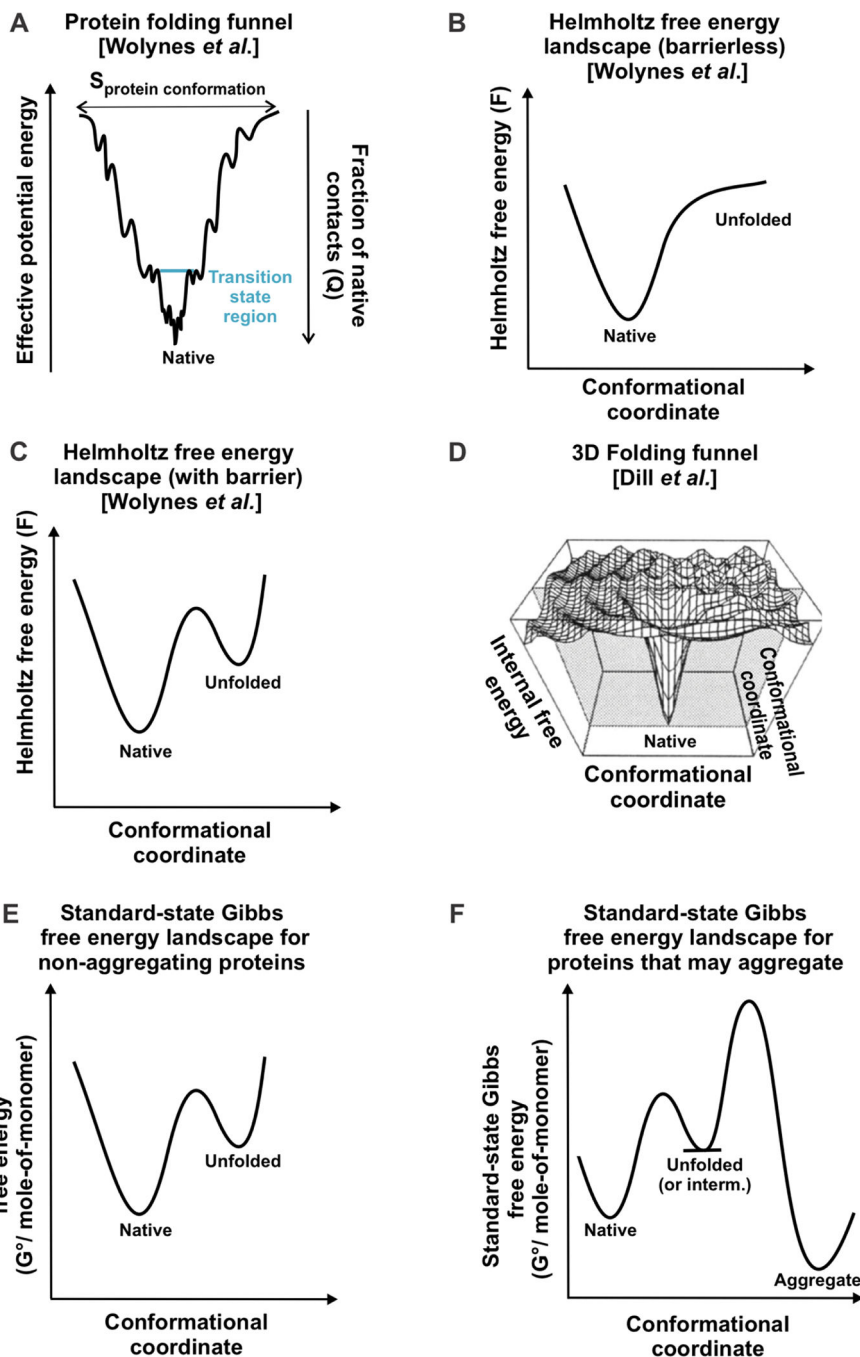 A
Protein folding funnel
[Wolynes et al.]
S protein conformation
Effective potential energy
Fraction of native
contacts (Q)
Transition
state
region
Native
B
Helmholtz free energy
landscape (barrierless)
[Wolynes et al.]
Helmholtz free energy (F)
Unfolded
Native
Conformational
coordinate
C
Helmholtz free energy
landscape (with barrier)
[Wolynes et al.]
Helmholtz free energy (F)
Unfolded
Native
Conformational
coordinate
D
3D Folding funnel
[Dill et al.]
Internal free
energy
Conformational
coordinate
Native
Conformational
coordinate
E
Standard-state Gibbs
free energy landscape for
non-aggregating proteins
free energy
(G°/ mole-of-monomer)
Unfolded
Native
Conformational
coordinate
F
Standard-state Gibbs
free energy landscape for
proteins that may aggregate
Standard-state Gibbs
free energy
(G°/ mole-of-monomer)
Unfolded
(or interm.)
Native
Aggregate
Conformational
coordinate